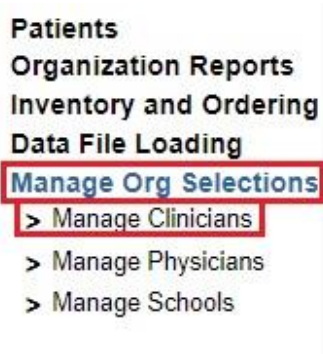 Patients
Organization Reports
Inventory and Ordering
Data File Loading
Manage Org Selections
> Manage Clinicians
> Manage Physicians
> Manage Schools